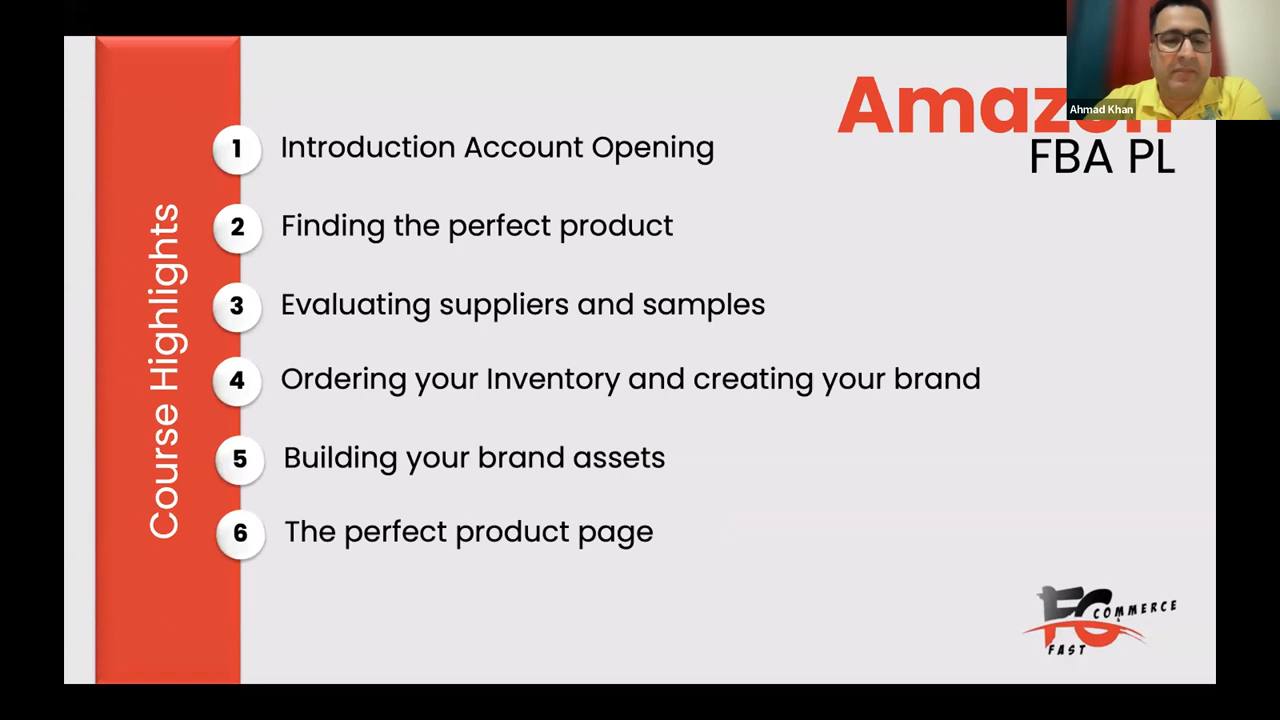 Amazon
FBA PL
Ahmad Khan
Course Highlights
1 Introduction Account Opening
2 Finding the perfect product
3 Evaluating suppliers and samples
4 Ordering your Inventory and creating your brand
5 Building your brand assets
6 The perfect product page
FC COMMERCE
FAST